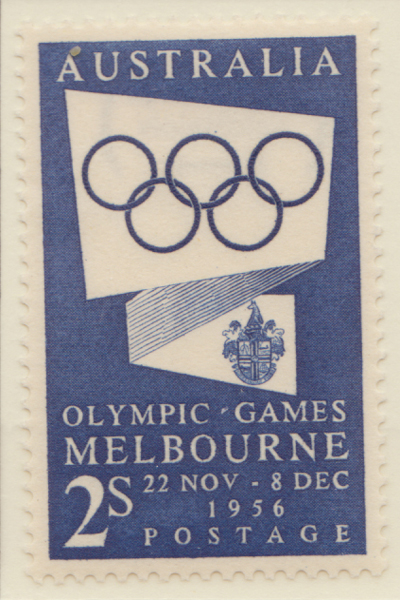 AUSTRALIA
OLYMPIC GAMES
MELBOURNE
2S 22 NOV - 8 DEC
1956
POSTAGE